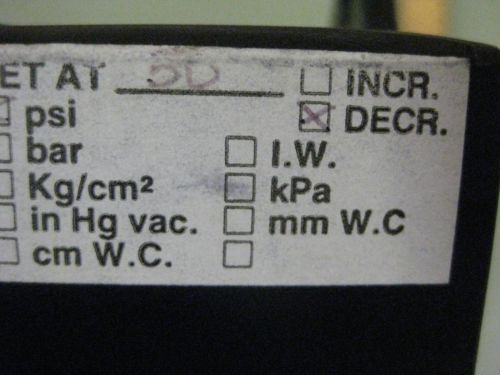 ET AT 50 INCR.
psi DECR.
bar I.W.
Kg/cm² kPa
in Hg vac. mm W.C
cm W.C.